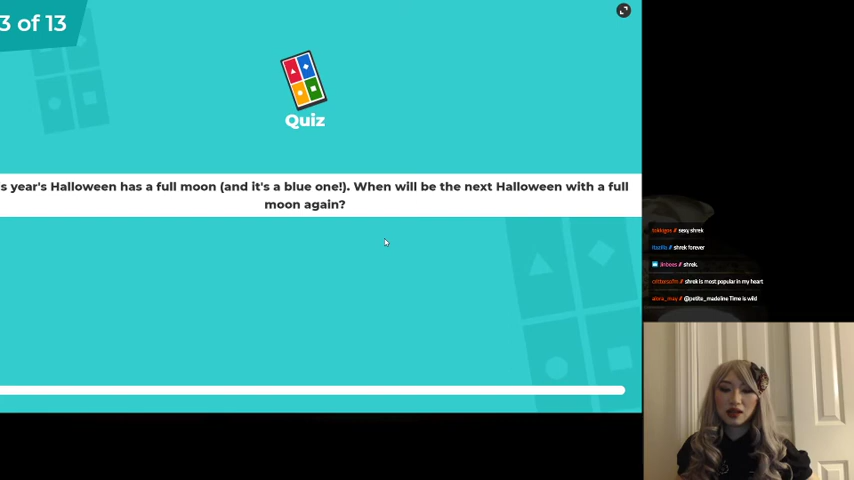 3 of 13
Quiz
s year's Halloween has a full moon (and it's a blue one!). When will be the next Halloween with a full
moon again?
sexy shrek
shrek forever
shrek.
shrek is most popular in my heart
@petite_madeline Time is wild